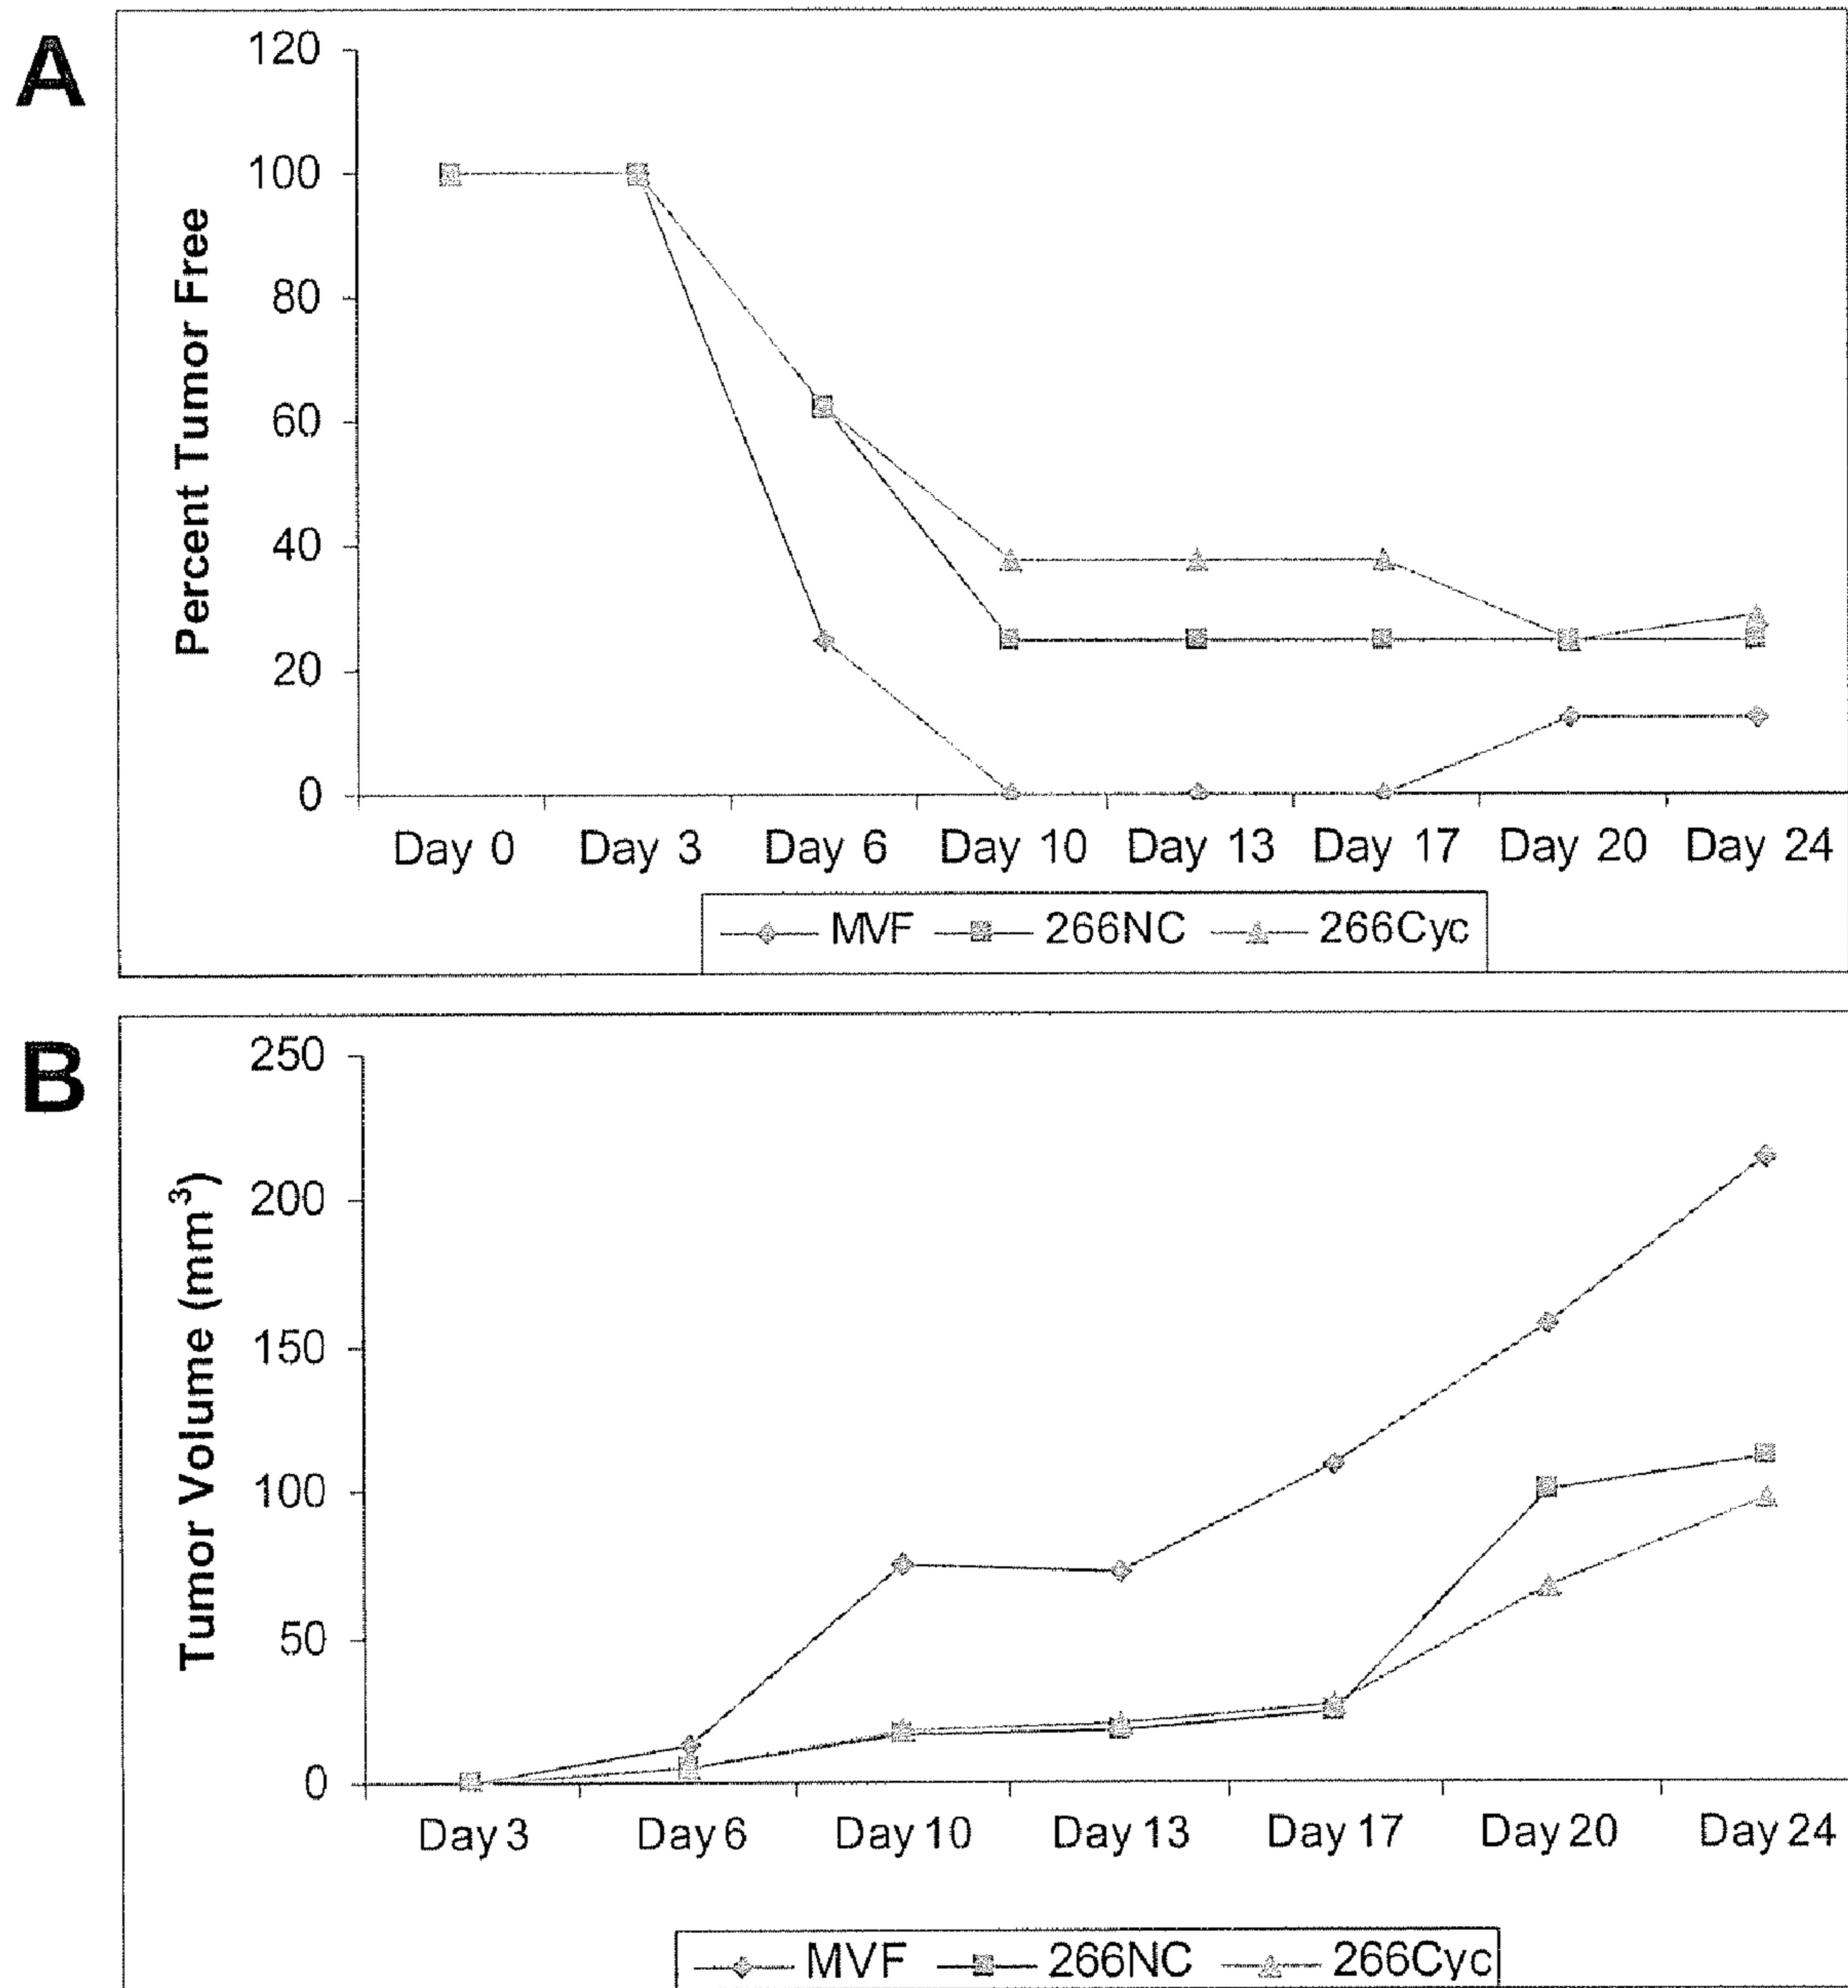 A
120
100
80
60
40
20
0
Percent Tumor Free
Day 0 Day 3 Day 6 Day 10 Day 13 Day 17 Day 20 Day 24
MVF 266NC 266Cyc
B
250
200
150
100
50
0
Tumor Volume (mm³)
Day 3 Day 6 Day 10 Day 13 Day 17 Day 20 Day 24
MVF 266NC 266Cyc